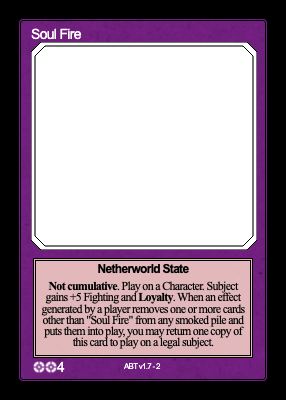 Soul Fire
Netherworld State
Not cumulative. Play on a Character. Subject
gains +5 Fighting and Loyalty. When an effect
generated by a player removes one or more cards
other than "Soul Fire" from any smoked pile and
puts them into play, you may return one copy of
this card to play on a legal subject.
4
ABT v1.7 - 2